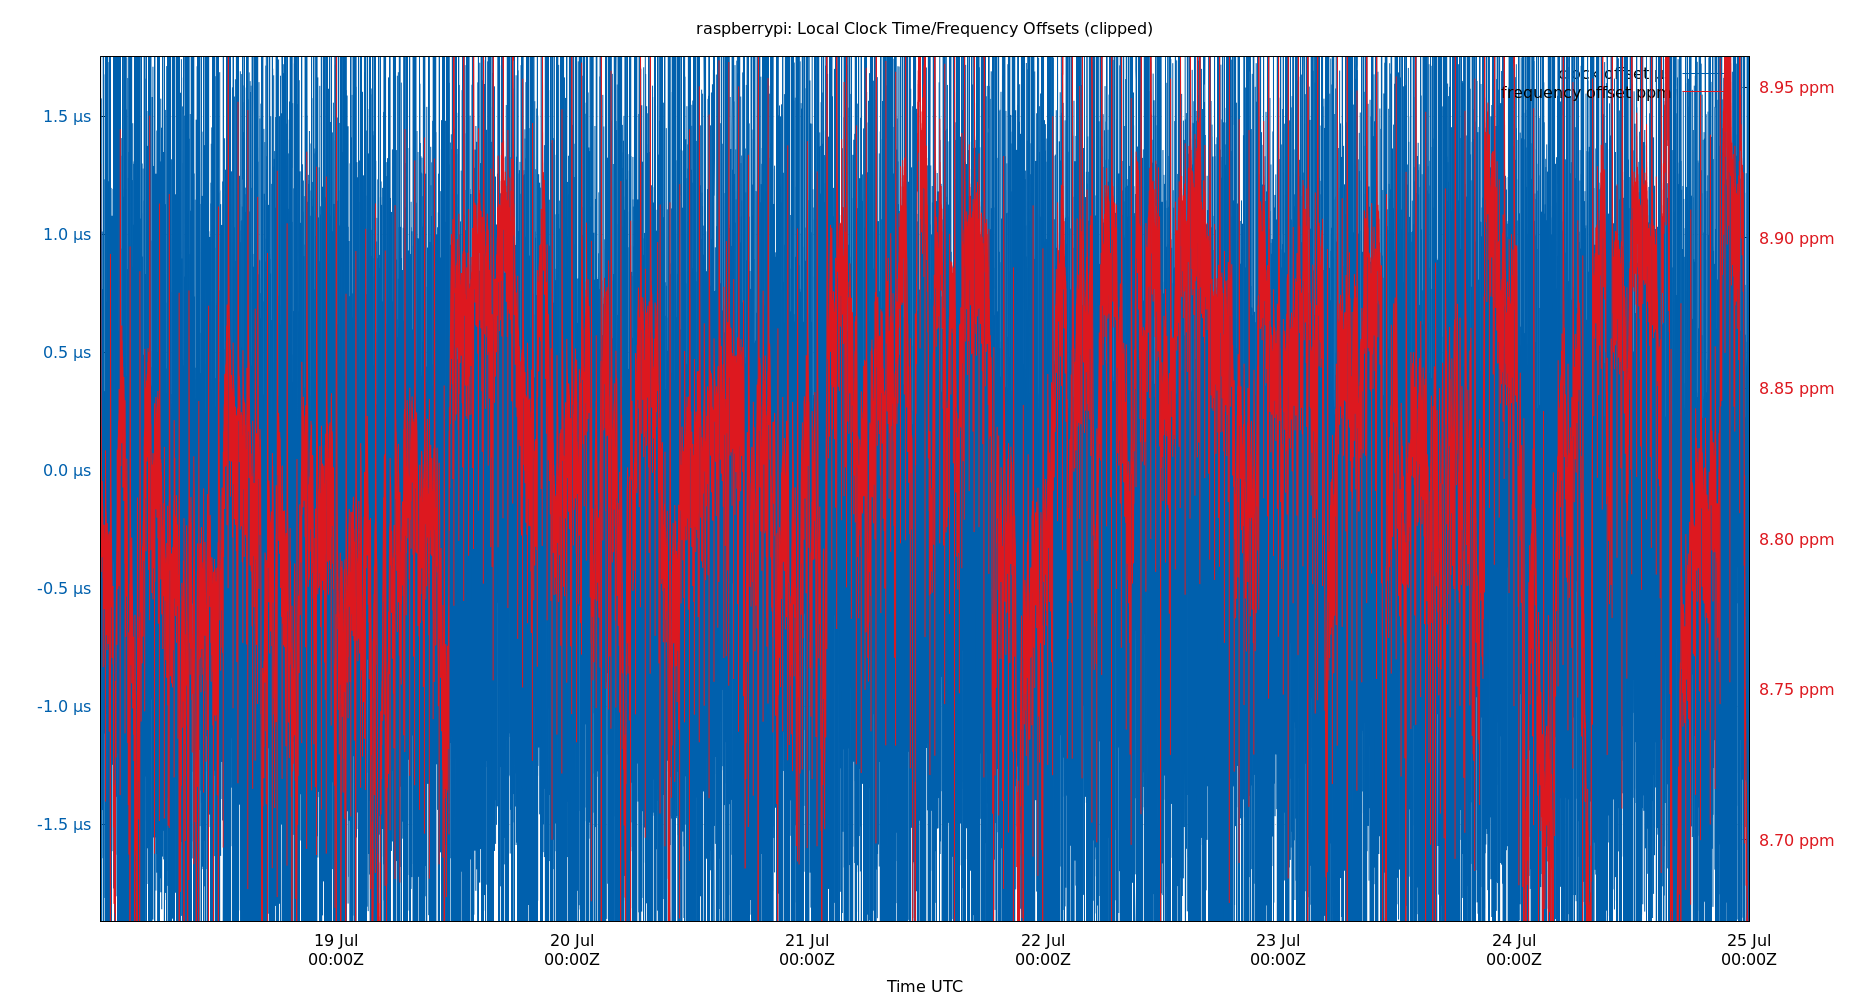 raspberrypi: Local Clock Time/Frequency Offsets (clipped)
clock offset
frequency offset ppm
1.5 µs
1.0 µs
0.5 µs
0.0 µs
-0.5 µs
-1.0 µs
-1.5 µs
8.95 ppm
8.90 ppm
8.85 ppm
8.80 ppm
8.75 ppm
8.70 ppm
19 Jul
00:00Z
20 Jul
00:00Z
21 Jul
00:00Z
22 Jul
00:00Z
23 Jul
00:00Z
24 Jul
00:00Z
25 Jul
00:00Z
Time UTC